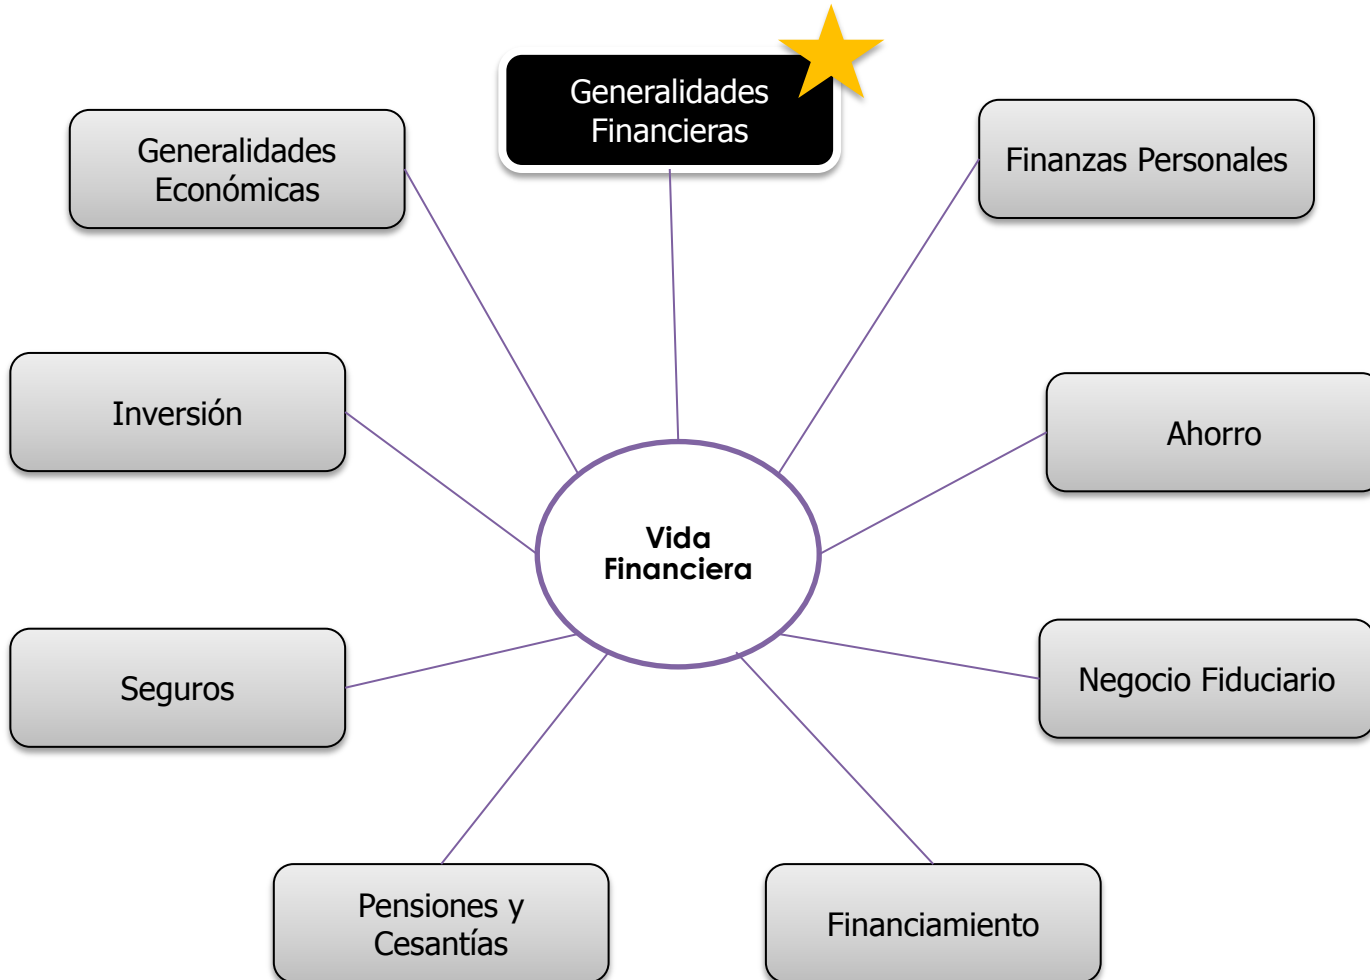 Generalidades
Financieras
Generalidades
Económicas
Finanzas Personales
Inversión
Ahorro
Vida
Financiera
Seguros
Negocio Fiduciario
Pensiones y
Cesantías
Financiamiento